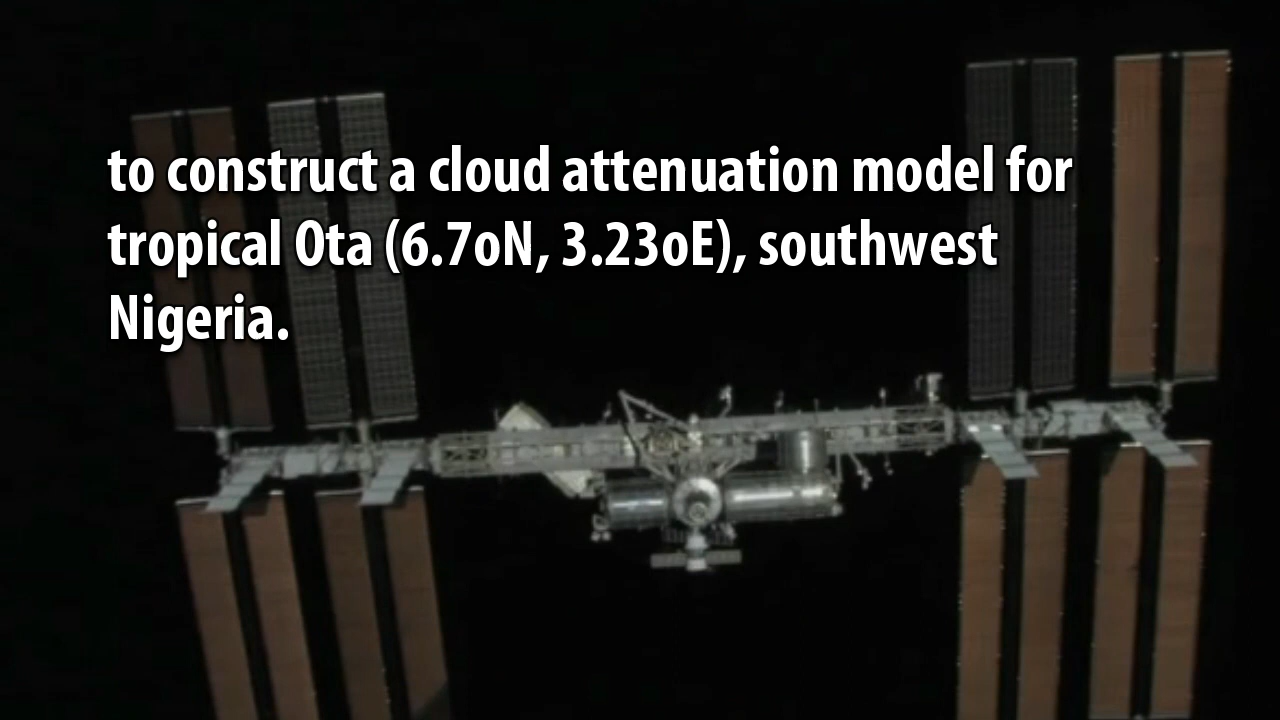 to construct a cloud attenuation model for
tropical Ota (6.7oN, 3.23oE), southwest
Nigeria.